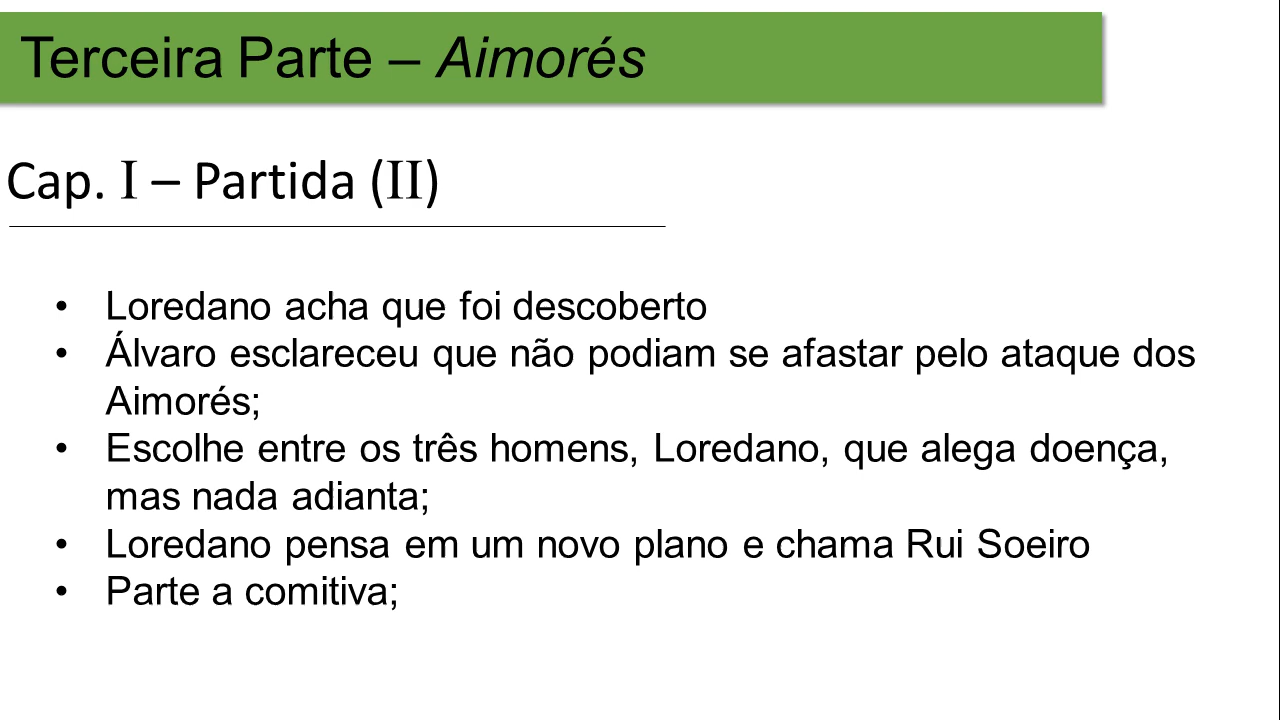 Terceira Parte – Aimorés
Cap. I – Partida (II)
• Loredano acha que foi descoberto
• Álvaro esclareceu que não podiam se afastar pelo ataque dos
Aimorés;
• Escolhe entre os três homens, Loredano, que alega doença,
mas nada adianta;
• Loredano pensa em um novo plano e chama Rui Soeiro
• Parte a comitiva;